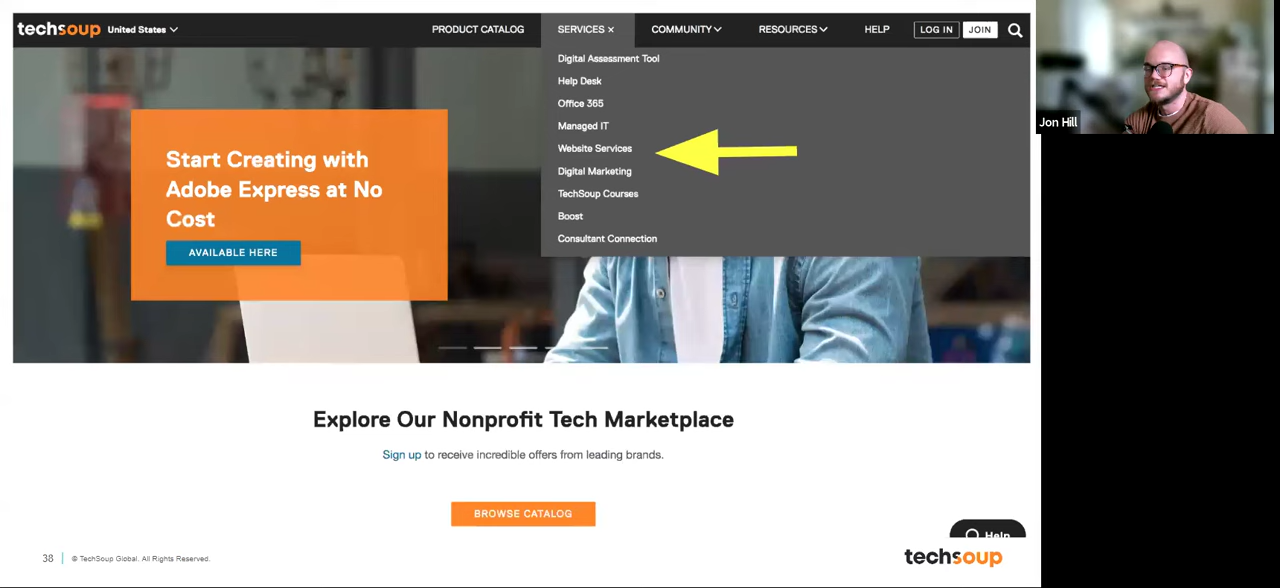 techsoup United States PRODUCT CATALOG SERVICES × COMMUNITY RESOURCES HELP LOG IN JOIN
Digital Assessment Tool
Help Desk
Office 365
Managed IT
Website Services
Digital Marketing
TechSoup Courses
Boost
Consultant Connection
Start Creating with
Adobe Express at No
Cost
AVAILABLE HERE
Jon Hill
Explore Our Nonprofit Tech Marketplace
Sign up to receive incredible offers from leading brands.
BROWSE CATALOG
Help
38 | © TechSoup Global. All Rights Reserved.
techsoup